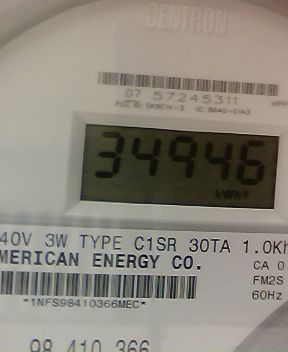 CENTRON®
07 57245311
34946
kWh
40V 3W TYPE C1SR 30TA 1.0Kh
MERICAN ENERGY CO.
CA 0
FM2S
60Hz
*1NFS98410366MEC*
98 410 366